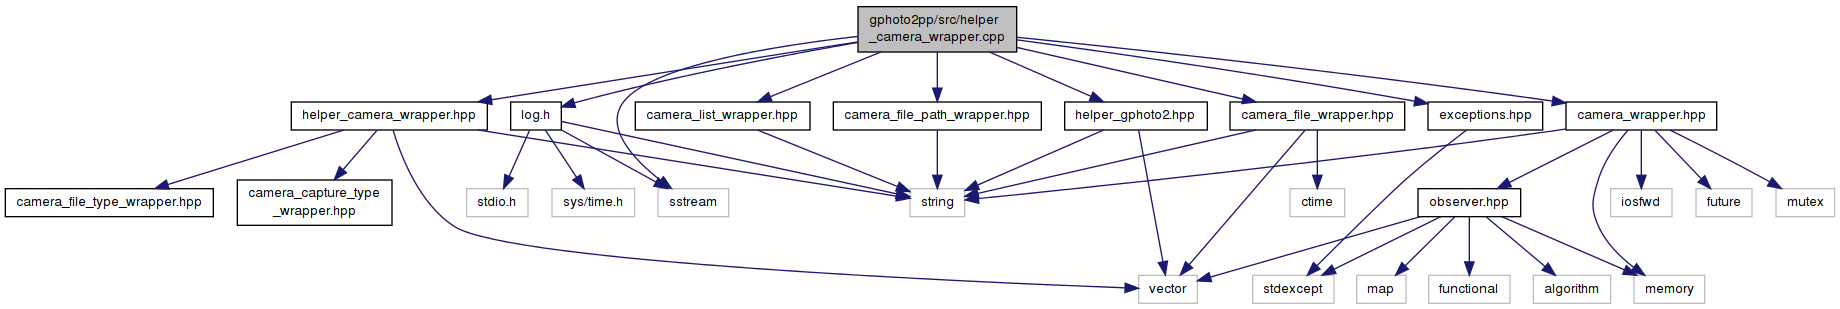 gphoto2pp/src/helper
_camera_wrapper.cpp
helper_camera_wrapper.hpp
log.h
camera_list_wrapper.hpp
camera_file_path_wrapper.hpp
helper_gphoto2.hpp
camera_file_wrapper.hpp
exceptions.hpp
camera_wrapper.hpp
camera_file_type_wrapper.hpp
camera_capture_type
_wrapper.hpp
stdio.h
sys/time.h
sstream
string
ctime
observer.hpp
iosfwd
future
mutex
vector
stdexcept
map
functional
algorithm
memory